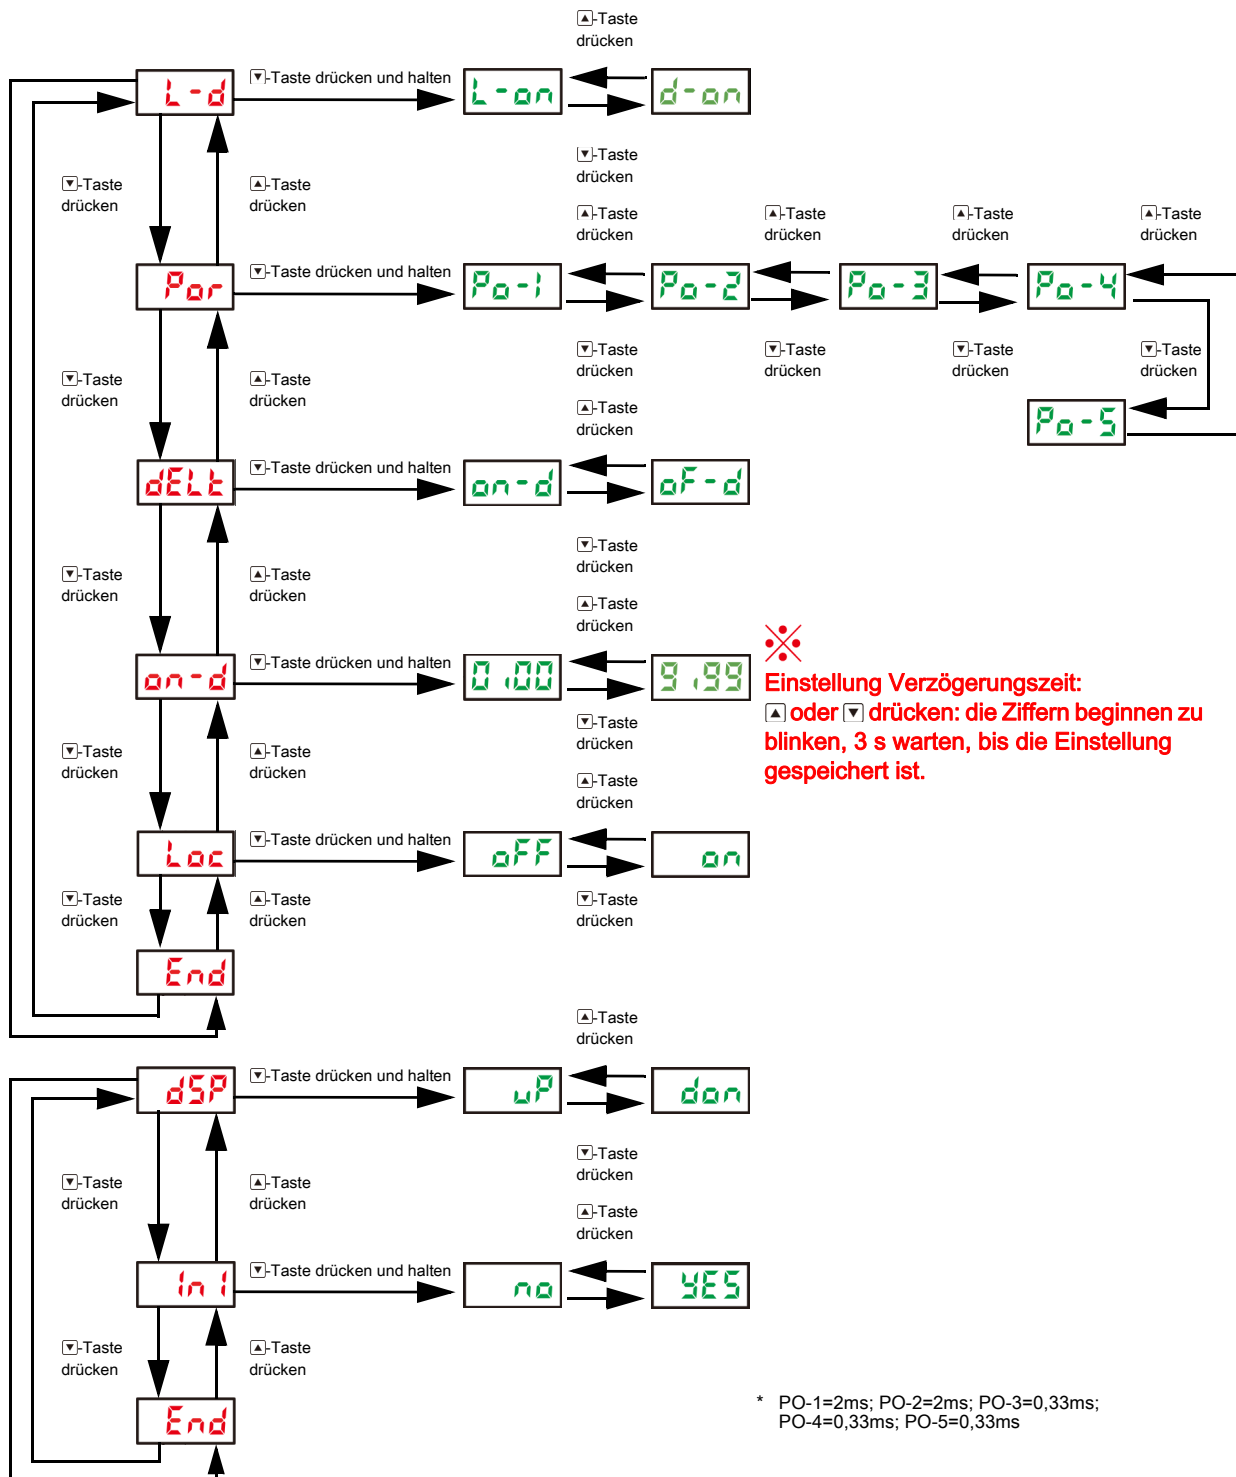 ▲-Taste
drücken
L-d
▼-Taste drücken und halten
L-on
d-on
▼-Taste
drücken
▼-Taste
drücken
▲-Taste
drücken
▲-Taste
drücken
▲-Taste
drücken
▲-Taste
drücken
▲-Taste
drücken
Por
▼-Taste drücken und halten
Po-1
Po-2
Po-3
Po-4
▼-Taste
drücken
▼-Taste
drücken
▼-Taste
drücken
▼-Taste
drücken
▼-Taste
drücken
▲-Taste
drücken
▲-Taste
drücken
Po-5
dELt
▼-Taste drücken und halten
on-d
oF-d
▼-Taste
drücken
▼-Taste
drücken
▲-Taste
drücken
▲-Taste
drücken
on-d
▼-Taste drücken und halten
0.00
9.99
※
Einstellung Verzögerungszeit:
▲ oder ▼ drücken: die Ziffern beginnen zu
blinken, 3 s warten, bis die Einstellung
gespeichert ist.
▼-Taste
drücken
▼-Taste
drücken
▲-Taste
drücken
▲-Taste
drücken
Loc
▼-Taste drücken und halten
oFF
on
▼-Taste
drücken
▲-Taste
drücken
▼-Taste
drücken
End
▲-Taste
drücken
dSP
▼-Taste drücken und halten
uP
don
▼-Taste
drücken
▼-Taste
drücken
▲-Taste
drücken
▲-Taste
drücken
In1
▼-Taste drücken und halten
no
YES
▼-Taste
drücken
▲-Taste
drücken
End
* PO-1=2ms; PO-2=2ms; PO-3=0,33ms;
PO-4=0,33ms; PO-5=0,33ms